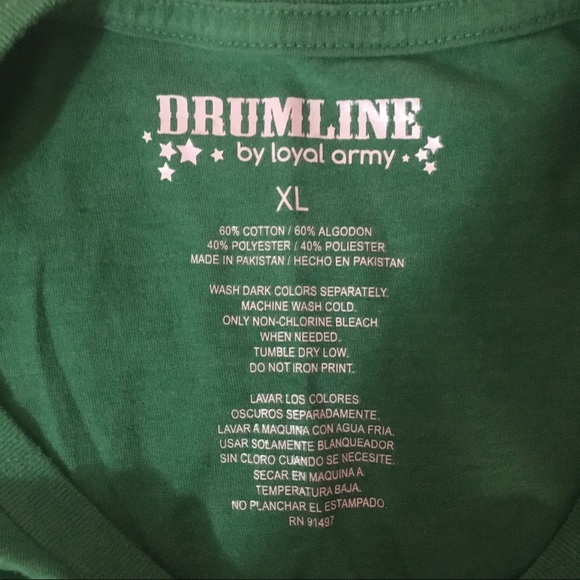 DRUMLINE
by loyal army
XL
60% COTTON / 60% ALGODON
40% POLYESTER / 40% POLIESTER
MADE IN PAKISTAN / HECHO EN PAKISTAN
WASH DARK COLORS SEPARATELY.
MACHINE WASH COLD.
ONLY NON-CHLORINE BLEACH
WHEN NEEDED.
TUMBLE DRY LOW.
DO NOT IRON PRINT.
LAVAR LOS COLORES
OSCUROS SEPARADAMENTE.
LAVAR A MAQUINA CON AGUA FRIA.
USAR SOLAMENTE BLANQUEADOR
SIN CLORO CUANDO SE NECESITE.
SECAR EN MAQUINA A
TEMPERATURA BAJA.
NO PLANCHAR EL ESTAMPADO.
RN 91497